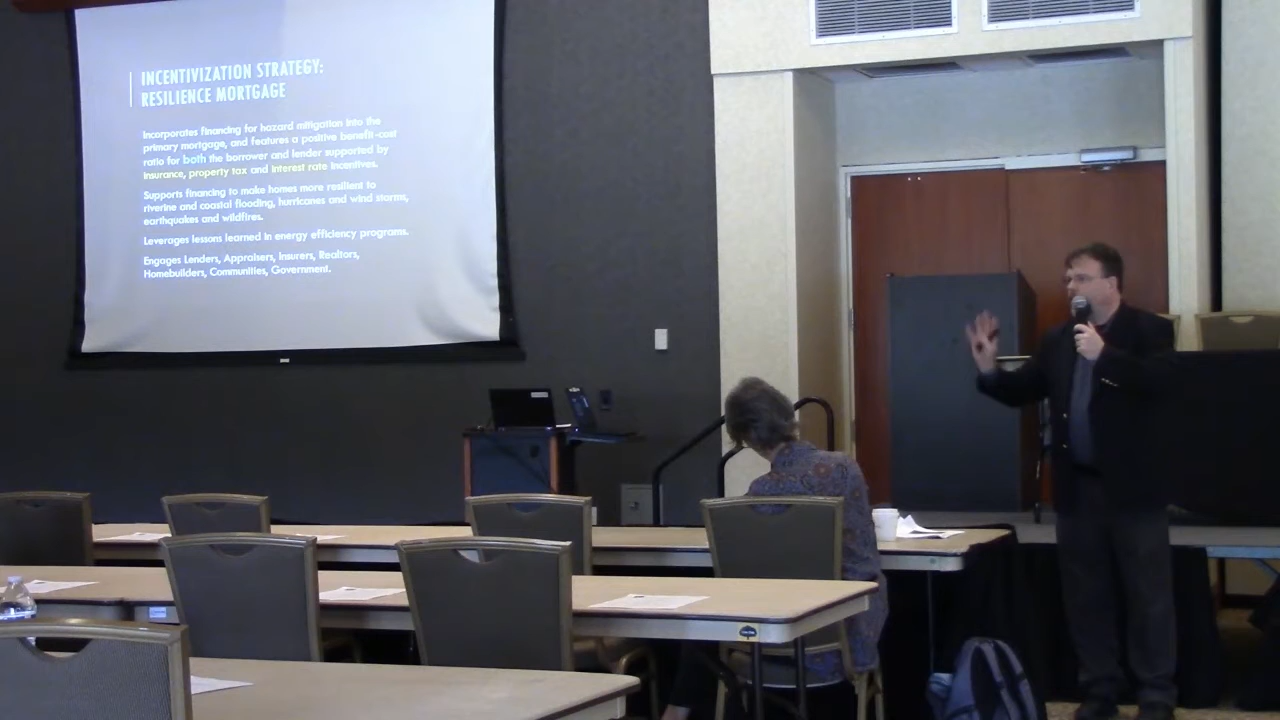 INCENTIVIZATION STRATEGY:
RESILIENCE MORTGAGE
Incorporates financing for hazard mitigation into the
primary mortgage, and features a positive benefit-cost
ratio for both the borrower and lender supported by
insurance, property tax and interest rate incentives.
Supports financing to make homes more resilient to
riverine and coastal flooding, hurricanes and wind storms,
earthquakes and wildfires.
Leverages lessons learned in energy efficiency programs.
Engages Lenders, Appraisers, Insurers, Realtors,
Homebuilders, Communities, Government.